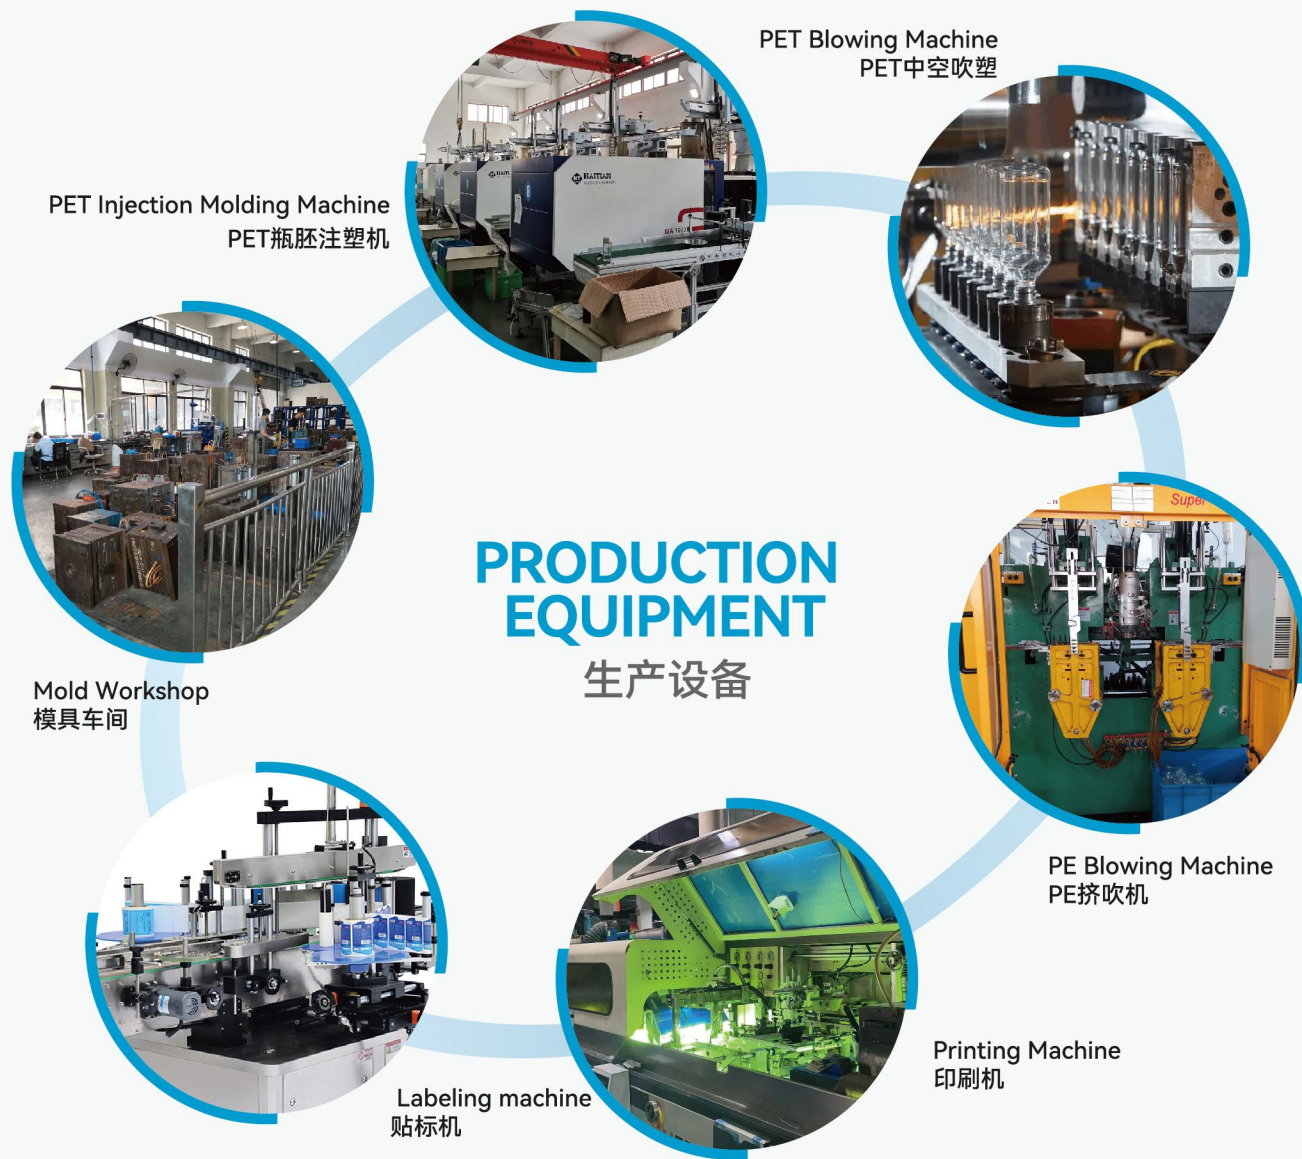 PET Blowing Machine
PET中空吹塑
PET Injection Molding Machine
PET瓶胚注塑机
HAITIAN
HAITIAN
Super
PRODUCTION
EQUIPMENT
生产设备
Mold Workshop
模具车间
PE Blowing Machine
PE挤吹机
Printing Machine
印刷机
Labeling machine
贴标机